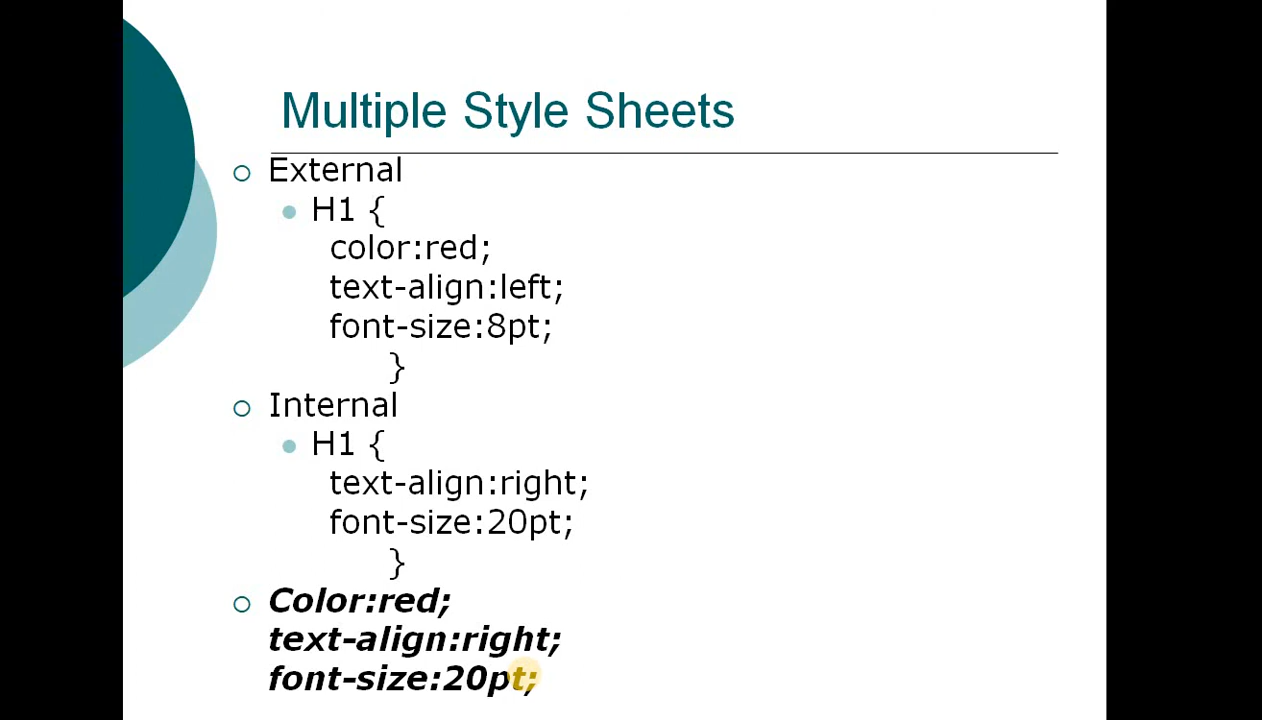 Multiple Style Sheets
External
H1 {
color:red;
text-align:left;
font-size:8pt;
}
Internal
H1 {
text-align:right;
font-size:20pt;
}
Color:red;
text-align:right;
font-size:20pt;